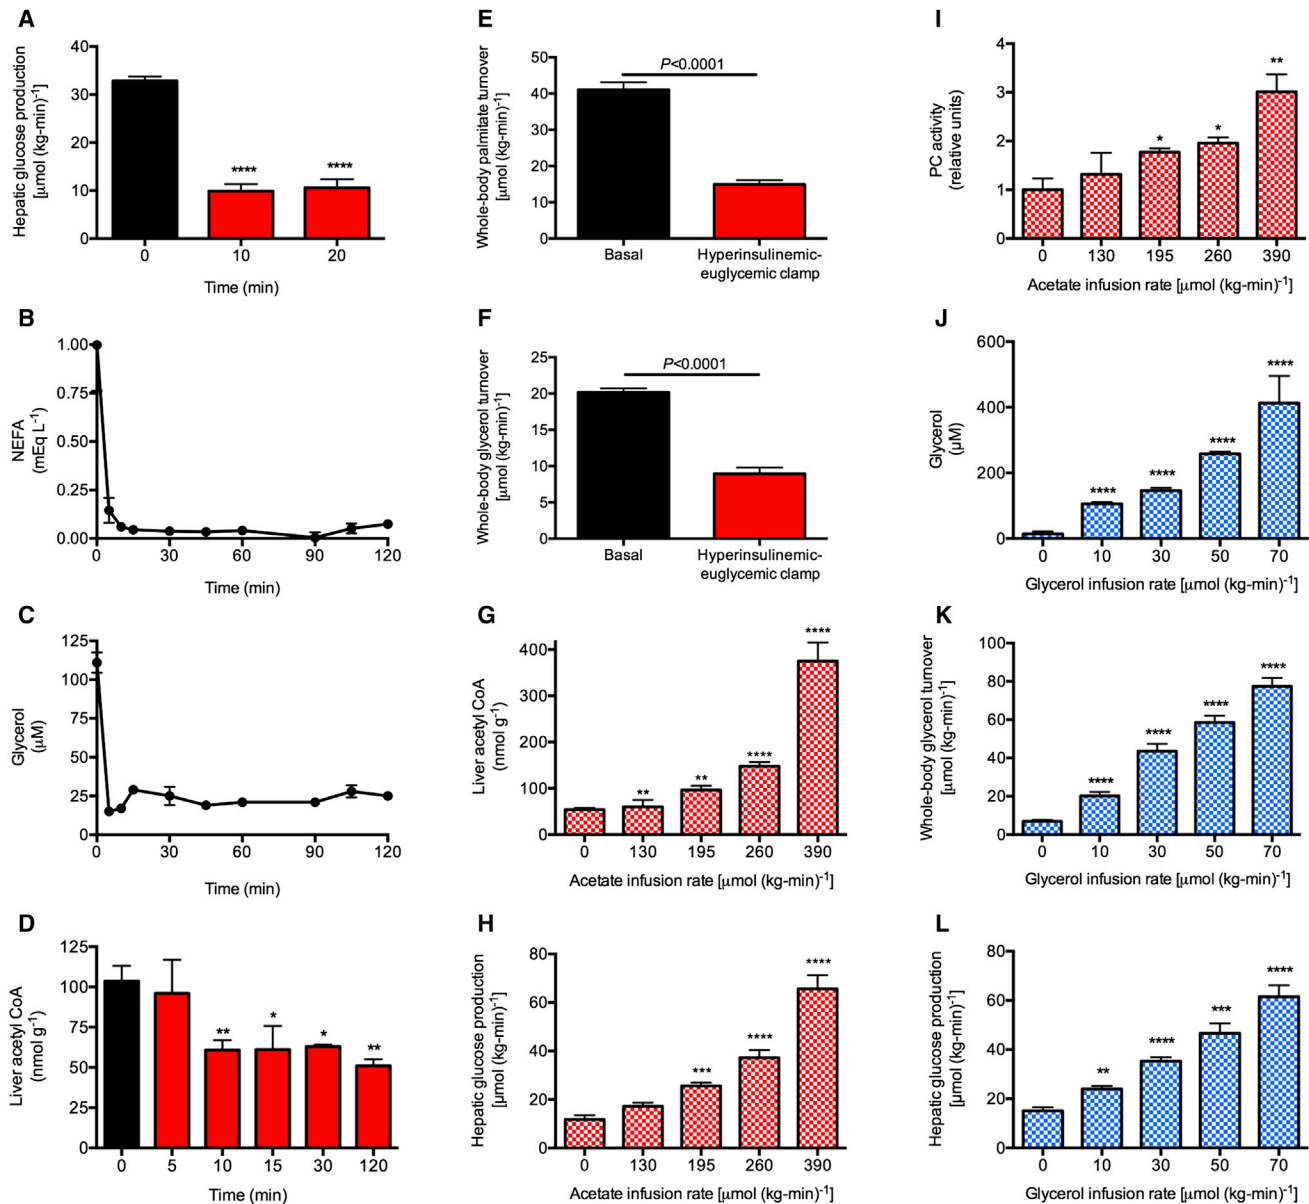 A
Hepatic glucose production
[µmol (kg-min)-1]
40
30
20
10
0
****
****
0
10
20
Time (min)
B
NEFA
(mEq L-1)
1.00
0.75
0.50
0.25
0.00
0
30
60
90
120
Time (min)
C
Glycerol
(µM)
125
100
75
50
25
0
0
30
60
90
120
Time (min)
D
Liver acetyl CoA
(nmol g-1)
125
100
75
50
25
0
**
*
*
**
0
5
10
15
30
120
Time (min)
E
Whole-body palmitate turnover
[µmol (kg-min)-1]
50
40
30
20
10
0
P<0.0001
Basal
Hyperinsulinemic-
euglycemic clamp
F
Whole-body glycerol turnover
[µmol (kg-min)-1]
25
20
15
10
5
0
P<0.0001
Basal
Hyperinsulinemic-
euglycemic clamp
G
Liver acetyl CoA
(nmol g-1)
400
300
200
100
0
**
**
****
****
0
130
195
260
390
Acetate infusion rate [µmol (kg-min)-1]
H
Hepatic glucose production
[µmol (kg-min)-1]
80
60
40
20
0
***
****
****
0
130
195
260
390
Acetate infusion rate [µmol (kg-min)-1]
I
PC activity
(relative units)
4
3
2
1
0
*
*
**
0
130
195
260
390
Acetate infusion rate [µmol (kg-min)-1]
J
Glycerol
(µM)
600
400
200
0
****
****
****
****
0
10
30
50
70
Glycerol infusion rate [µmol (kg-min)-1]
K
Whole-body glycerol turnover
[µmol (kg-min)-1]
100
80
60
40
20
0
****
****
****
****
0
10
30
50
70
Glycerol infusion rate [µmol (kg-min)-1]
L
Hepatic glucose production
[µmol (kg-min)-1]
80
60
40
20
0
**
****
***
****
0
10
30
50
70
Glycerol infusion rate [µmol (kg-min)-1]